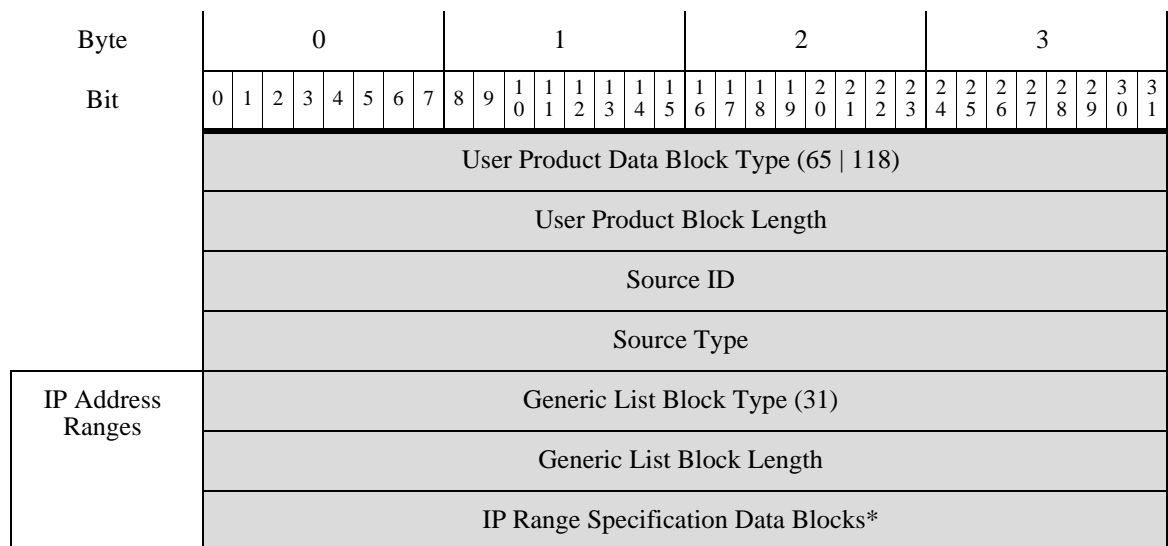 Byte 0 1 2 3
Bit 0 1 2 3 4 5 6 7 8 9 10 11 12 13 14 15 16 17 18 19 20 21 22 23 24 25 26 27 28 29 30 31
User Product Data Block Type (65 | 118)
User Product Block Length
Source ID
Source Type
IP Address
Ranges
Generic List Block Type (31)
Generic List Block Length
IP Range Specification Data Blocks*